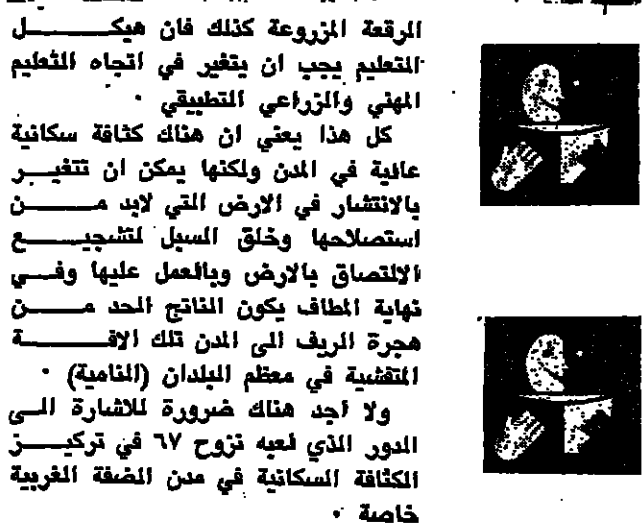 الرقعة المزروعة كذلك فان هيكل
التعليم يجب ان يتغير في اتجاه التعليم
المهني والزراعي التطبيقي .
كل هذا يعني ان هناك كثافة سكانية
عالية في المدن ولكنها يمكن ان تتغير
بالانتشار في الارض التي لابد من
استصلاحها وخلق السبل لتشجيع
الالتصاق بالارض وبالعمل عليها وفي
نهاية المطاف يكون الناتج الحد من
هجرة الريف الى المدن تلك الافة
المتفشية في معظم البلدان (النامية) .
ولا أجد هناك ضرورة للاشارة الى
الدور الذي لعبه نزوح ٦٧ في تركيز
الكثافة السكانية في مدن الضفة الغربية
خاصة .